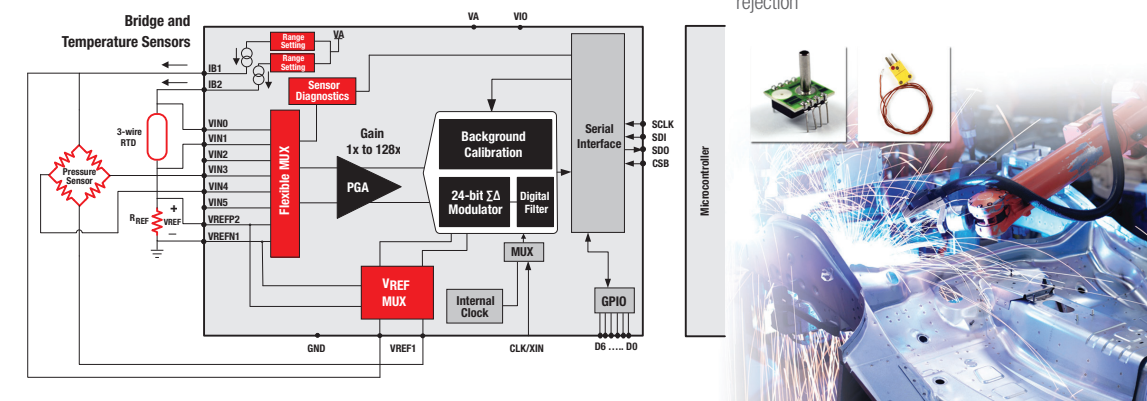 rejection
Bridge and
Temperature Sensors
VA
VIO
Range
Setting
VA
Range
Setting
IB1
IB2
Sensor
Diagnostics
3-wire
RTD
VIN0
VIN1
VIN2
VIN3
VIN4
VIN5
VREFP2
VREFN1
Pressure
Sensor
RREF
+
VREF
–
Flexible MUX
Gain
1x to 128x
PGA
Background
Calibration
24-bit ∑Δ
Modulator
Digital
Filter
Serial
Interface
SCLK
SDI
SDO
CSB
Microcontroller
MUX
VREF
MUX
Internal
Clock
GPIO
GND
VREF1
CLK/XIN
D6 ..... D0